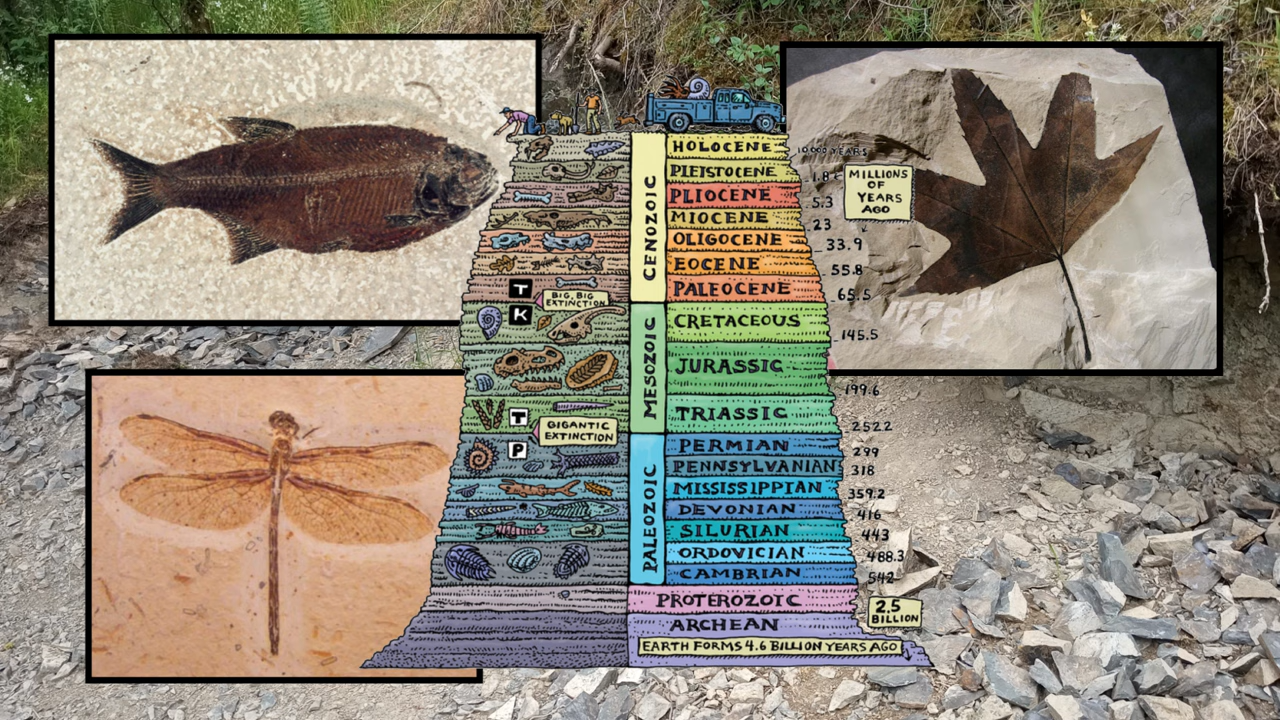 HOLOCENE
10,000 YEARS
PLEISTOCENE
1.8
MILLIONS
OF
YEARS
AGO
PLIOCENE
5.3
MIOCENE
23
OLIGOCENE
33.9
EOCENE
55.8
PALEOCENE
65.5
CENOZOIC
T
BIG, BIG
EXTINCTION
K
CRETACEOUS
145.5
JURASSIC
199.6
TRIASSIC
252.2
MESOZOIC
T
GIGANTIC
EXTINCTION
P
PERMIAN
299
PENNSYLVANIAN
318
MISSISSIPPIAN
359.2
DEVONIAN
416
SILURIAN
443
ORDOVICIAN
488.3
CAMBRIAN
542
PALEOZOIC
PROTEROZOIC
2.5
BILLION
ARCHEAN
EARTH FORMS 4.6 BILLION YEARS AGO